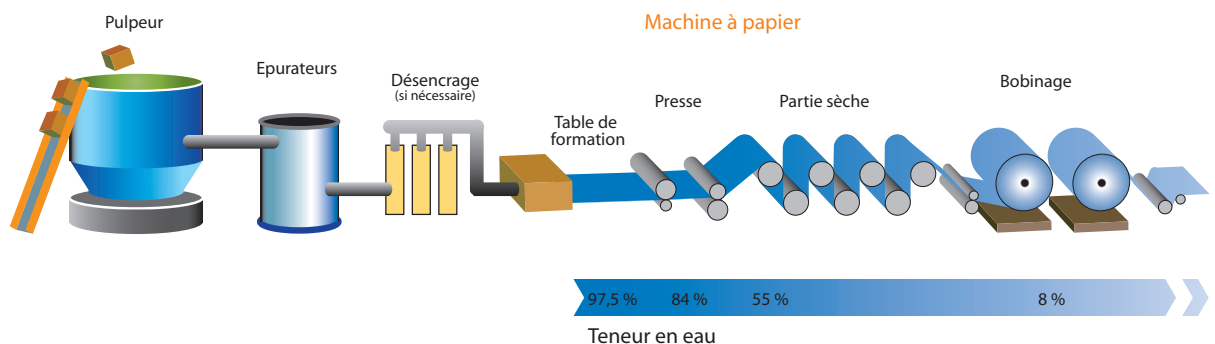 Pulpeur
Machine à papier
Epurateurs
Désencrage
(si nécessaire)
Table de
formation
Presse
Partie sèche
Bobinage
97,5 %
84 %
55 %
8 %
Teneur en eau